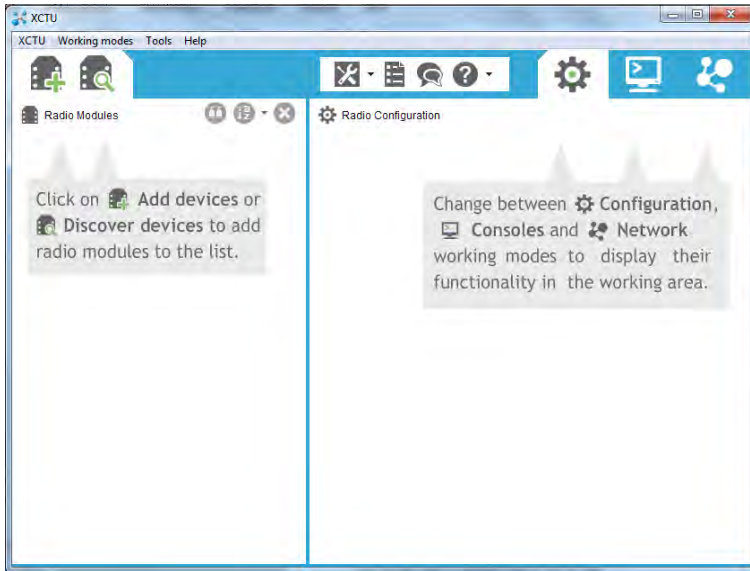 XCTU
XCTU Working modes Tools Help
Radio Modules
Radio Configuration
Click on Add devices or
Discover devices to add
radio modules to the list.
Change between Configuration,
Consoles and Network
working modes to display their
functionality in the working area.